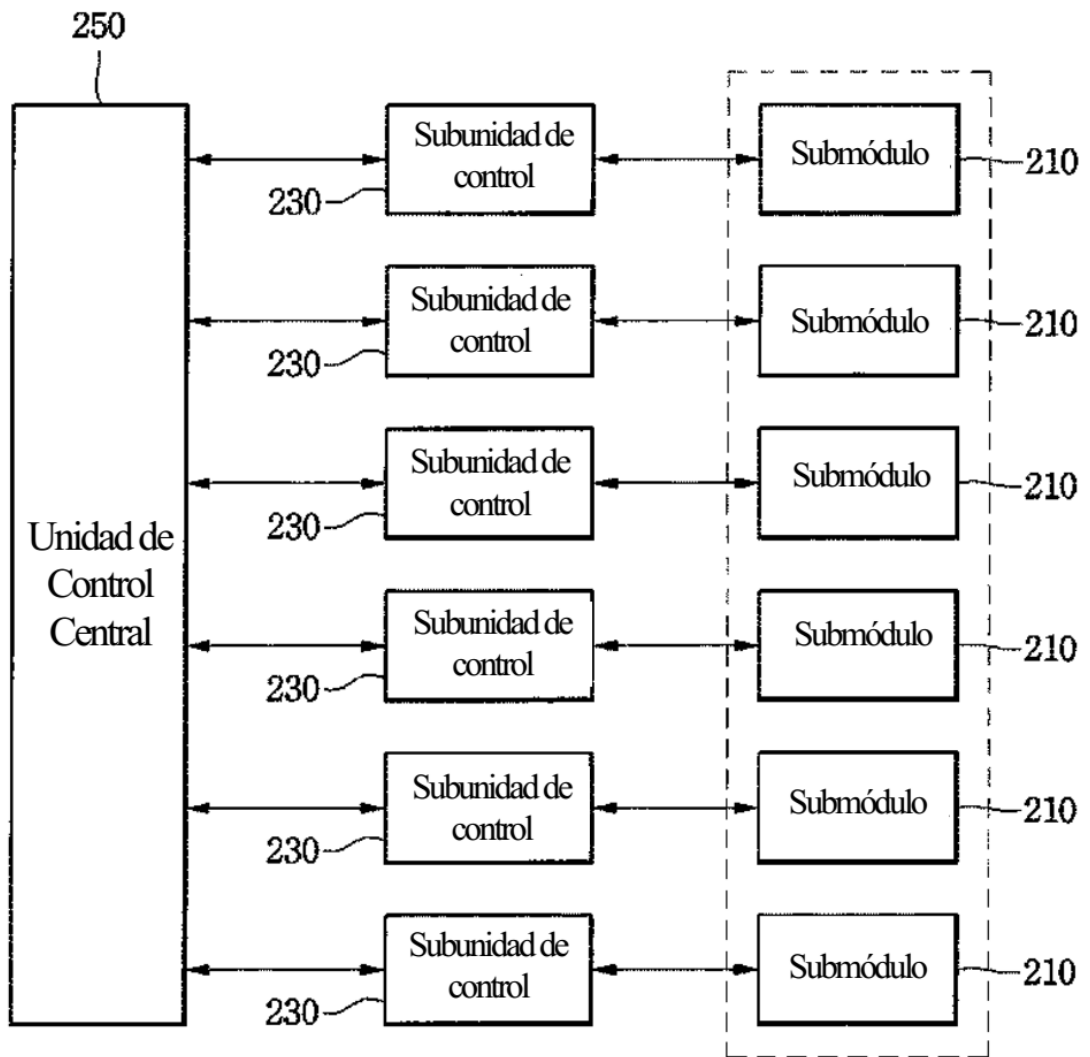 250
Subunidad de
control
230
Submódulo
210
Subunidad de
control
230
Submódulo
210
Subunidad de
control
230
Submódulo
210
Unidad de
Control
Central
Subunidad de
control
230
Submódulo
210
Subunidad de
control
230
Submódulo
210
Subunidad de
control
230
Submódulo
210